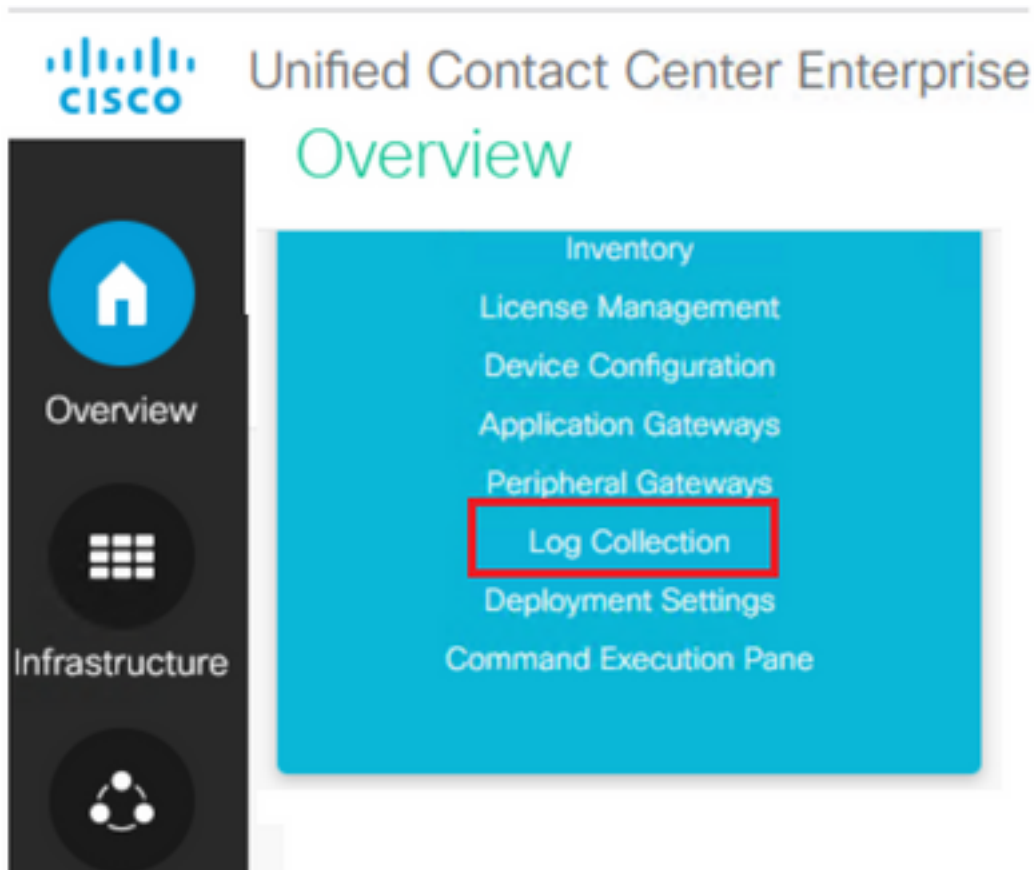 CISCO
Unified Contact Center Enterprise
Overview
Overview
Infrastructure
Inventory
License Management
Device Configuration
Application Gateways
Peripheral Gateways
Log Collection
Deployment Settings
Command Execution Pane